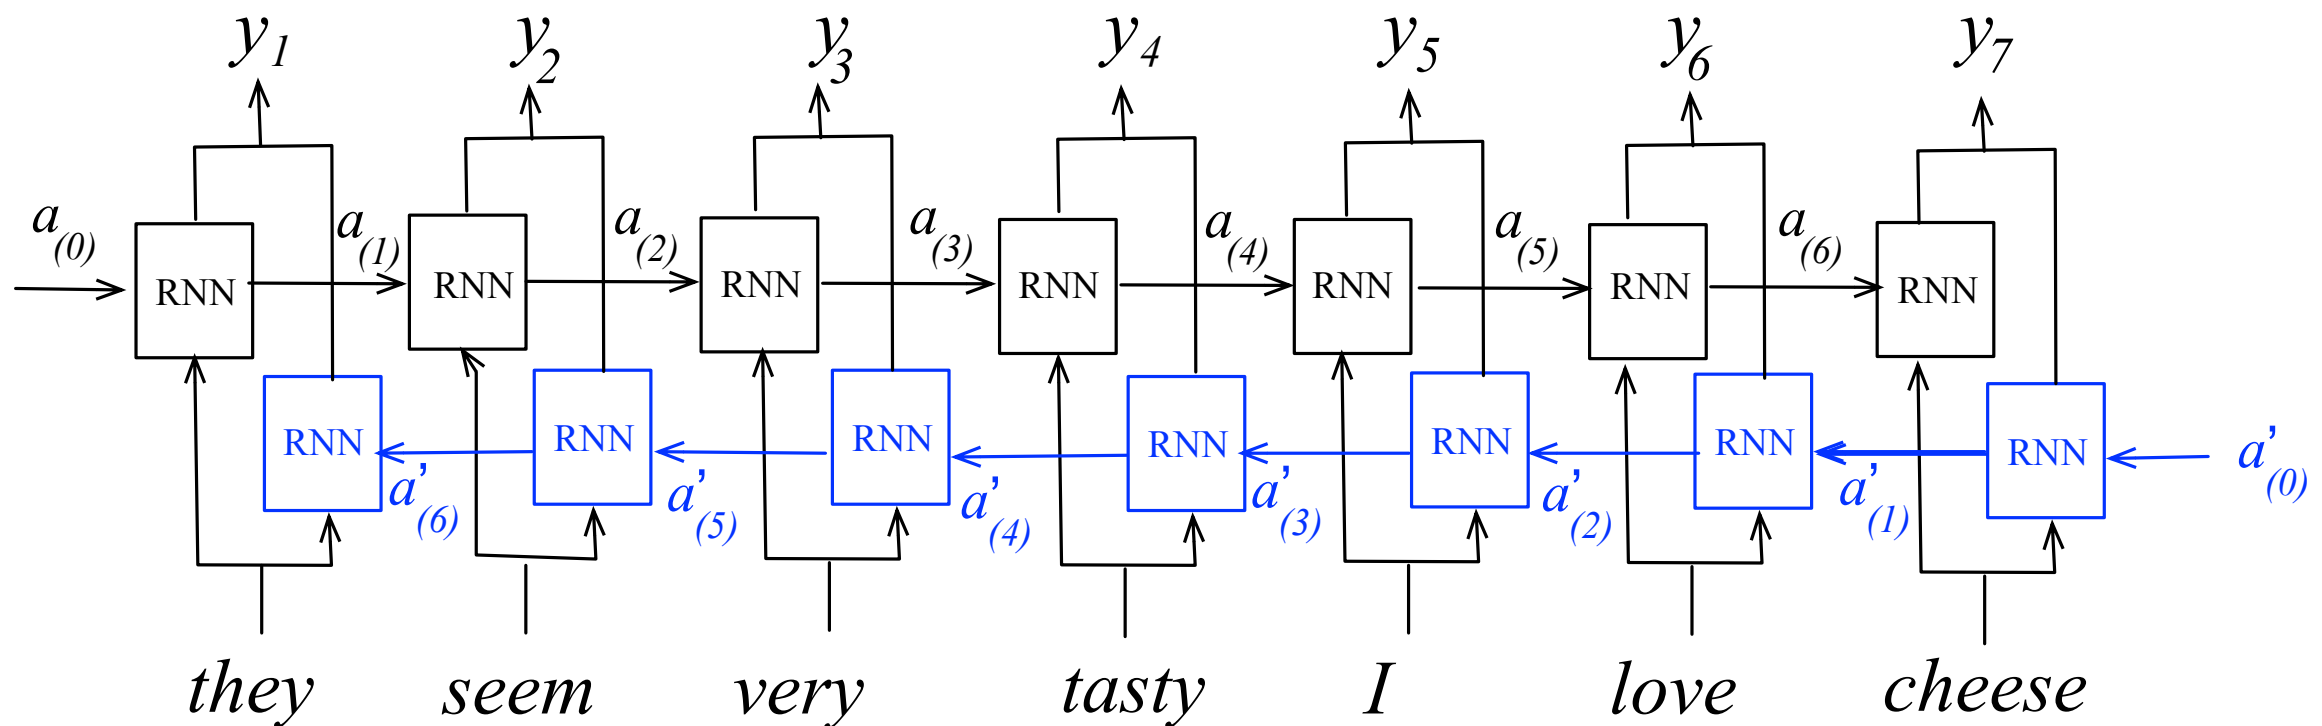 y1 y2 y3 y4 y5 y6 y7
a(0) a(1) a(2) a(3) a(4) a(5) a(6)
RNN RNN RNN RNN RNN RNN RNN
RNN RNN RNN RNN RNN RNN RNN
a'(6) a'(5) a'(4) a'(3) a'(2) a'(1) a'(0)
they seem very tasty I love cheese